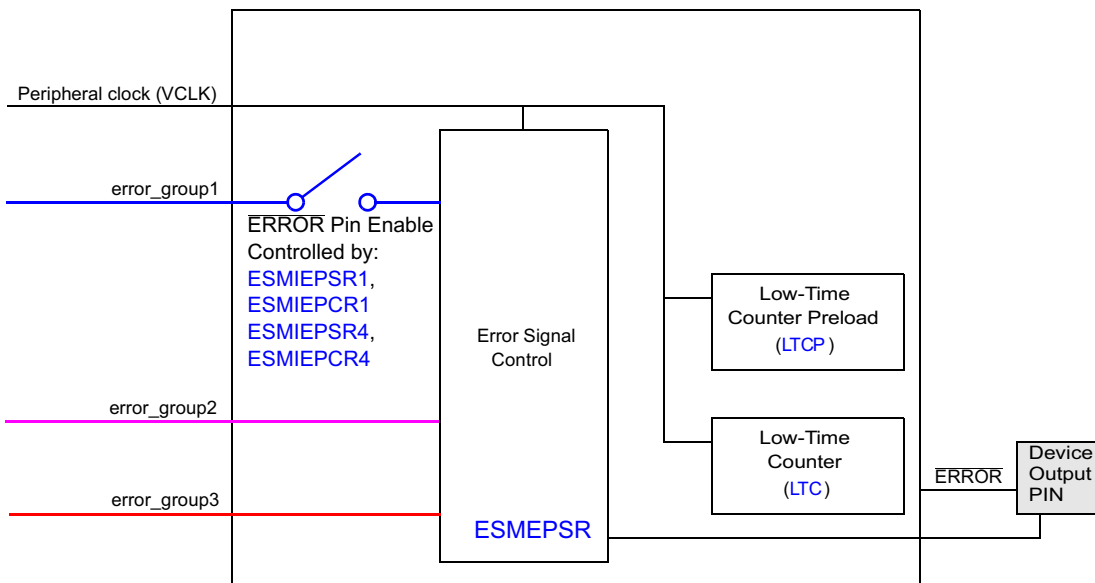 Peripheral clock (VCLK)
error_group1
ERROR Pin Enable
Controlled by:
ESMIEPSR1,
ESMIEPCR1
ESMIEPSR4,
ESMIEPCR4
error_group2
error_group3
Error Signal
Control
ESMEPSR
Low-Time
Counter Preload
(LTCP)
Low-Time
Counter
(LTC)
ERROR
Device
Output
PIN